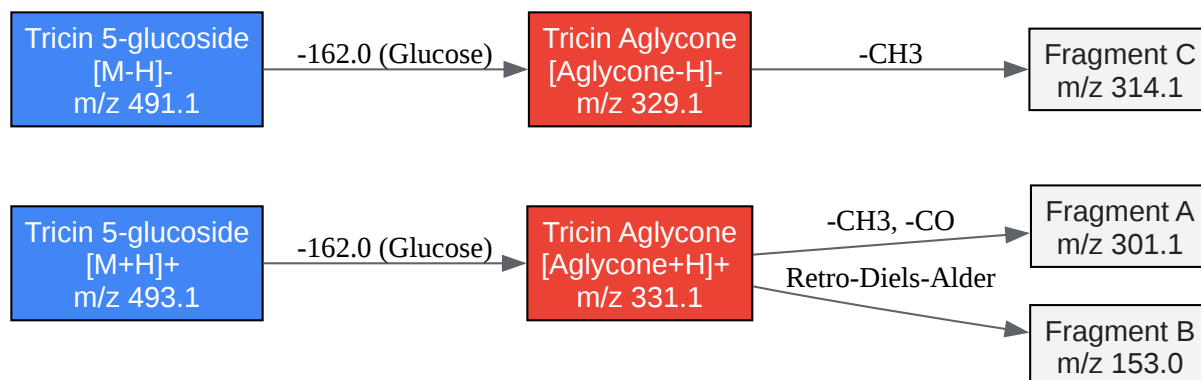 Tricin 5-glucoside
[M-H]-
m/z 491.1
-162.0 (Glucose)
Tricin Aglycone
[Aglycone-H]-
m/z 329.1
-CH3
Fragment C
m/z 314.1
Tricin 5-glucoside
[M+H]+
m/z 493.1
-162.0 (Glucose)
Tricin Aglycone
[Aglycone+H]+
m/z 331.1
-CH3, -CO
Fragment A
m/z 301.1
Retro-Diels-Alder
Fragment B
m/z 153.0